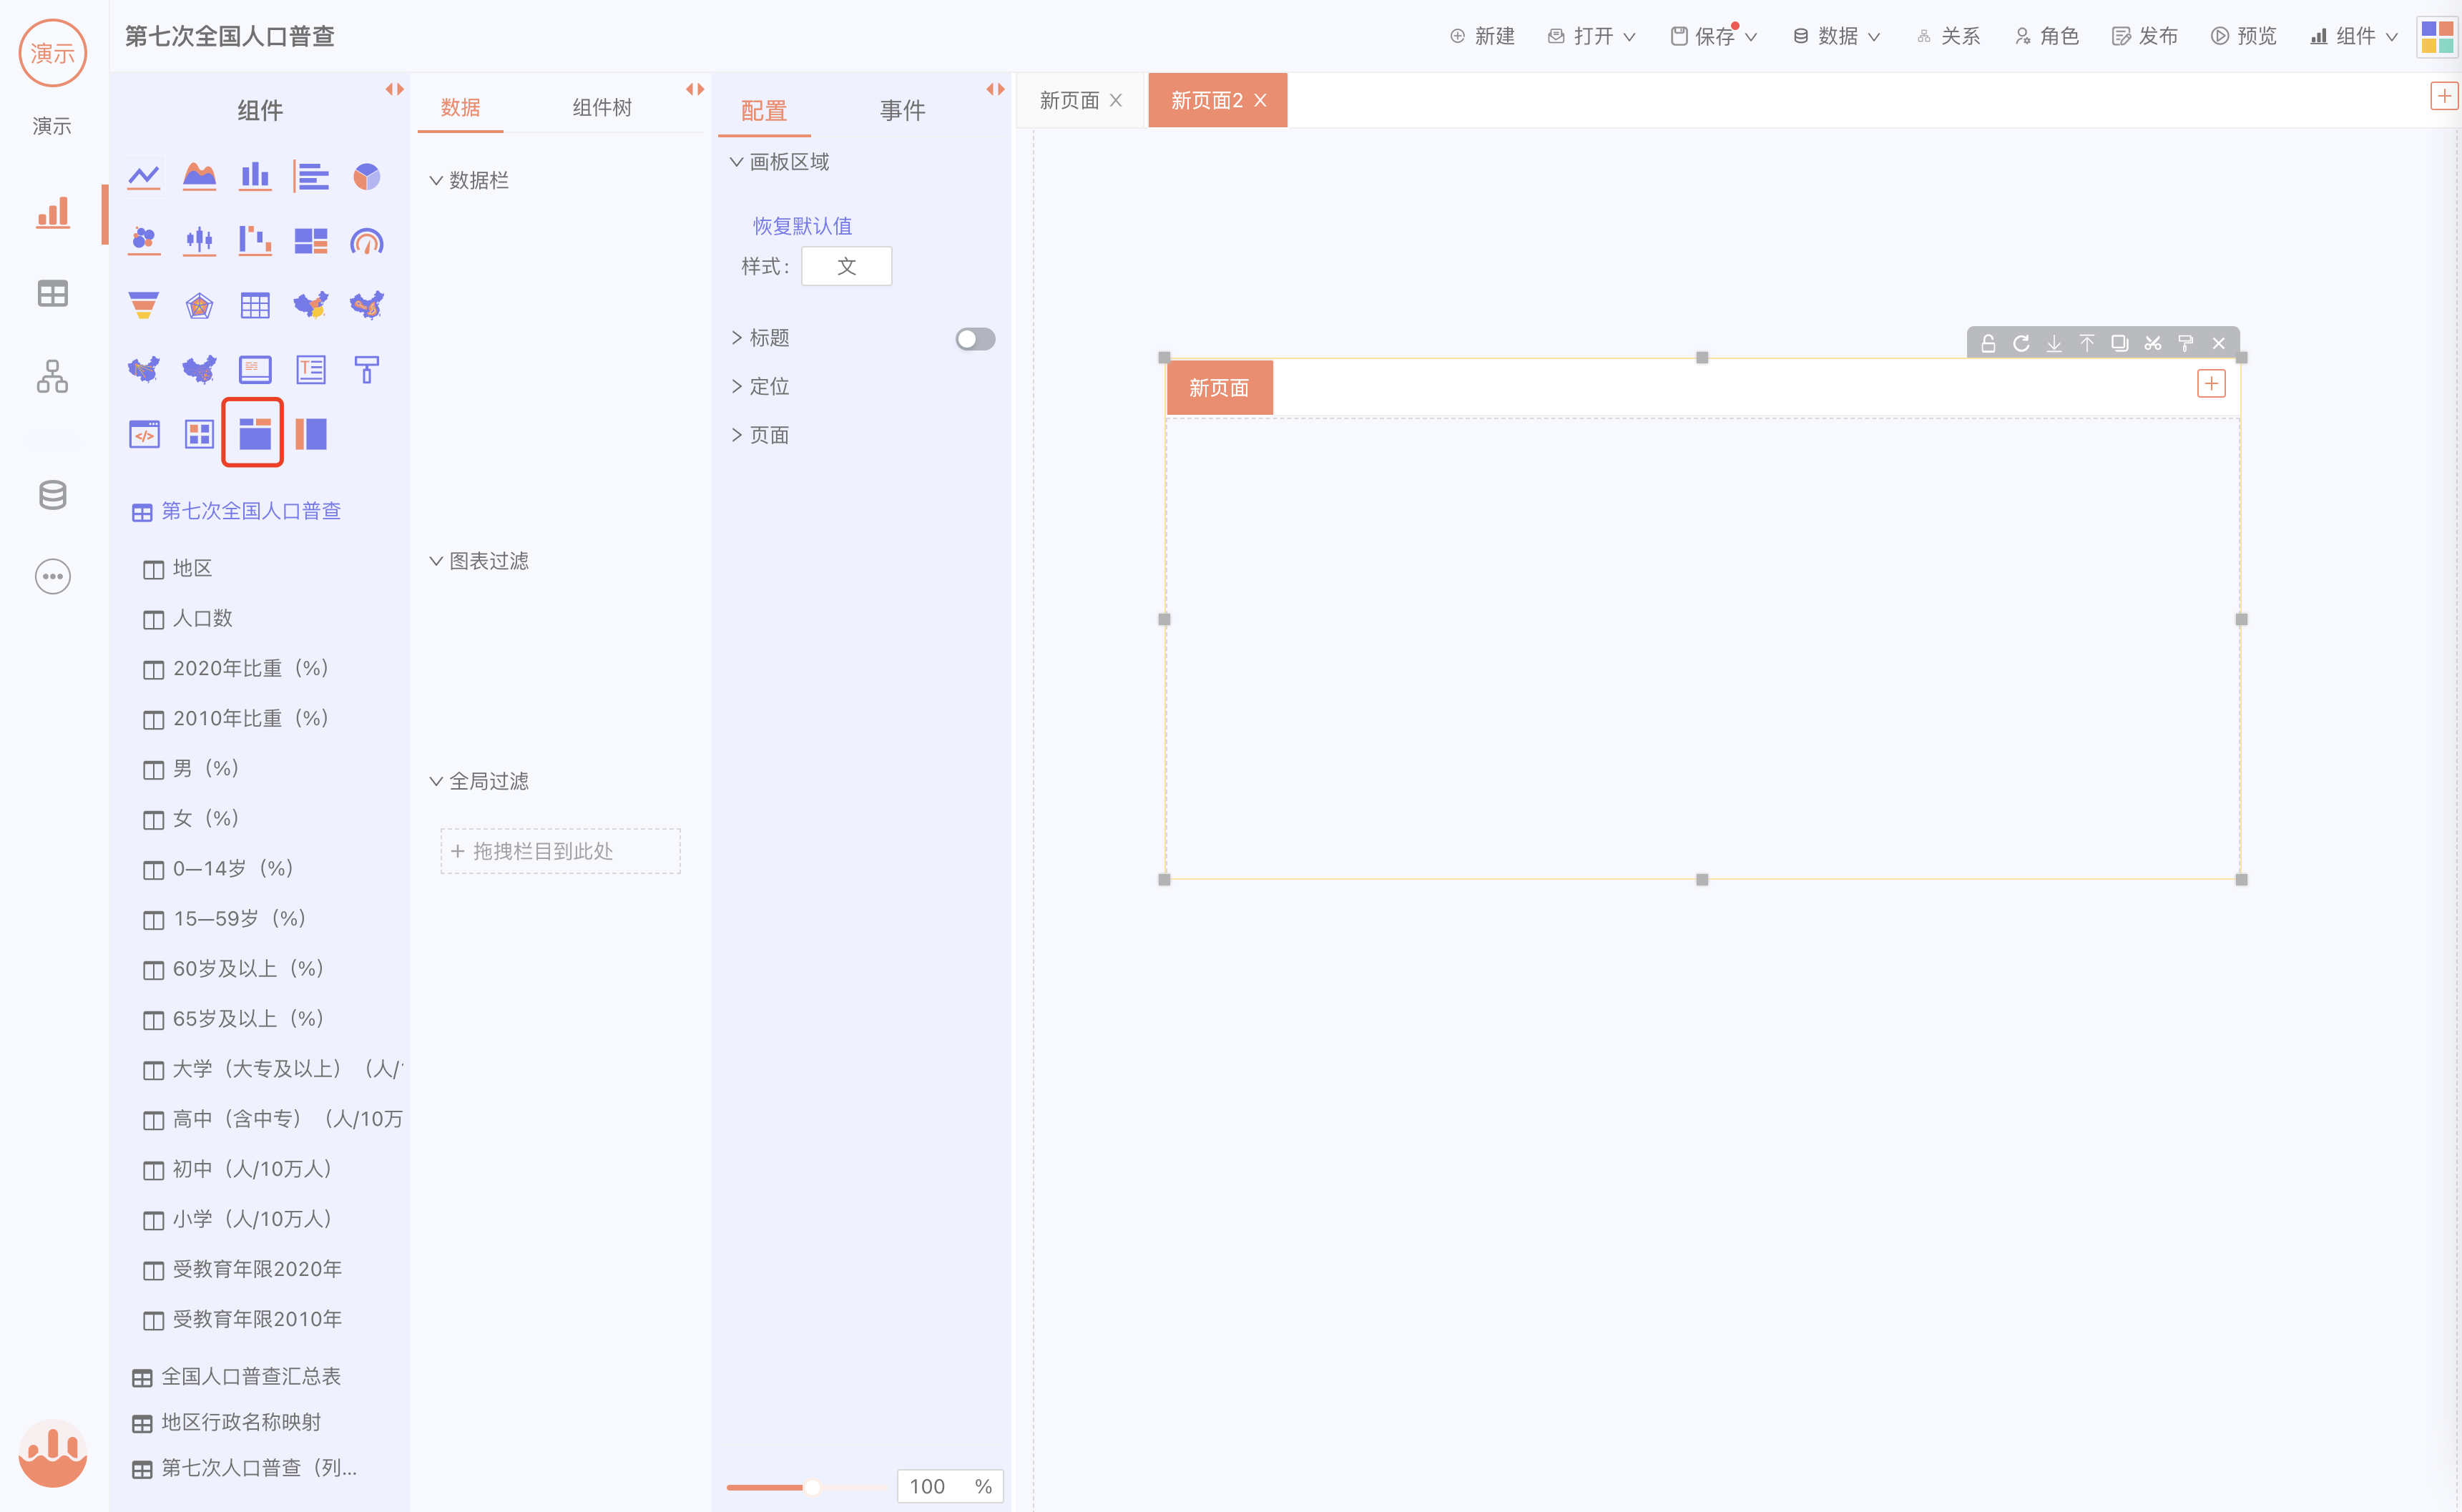 演示
第七次全国人口普查
新建
打开
保存
数据
关系
角色
发布
预览
组件
演示
组件
数据
组件树
配置
事件
新页面
新页面2
数据栏
画板区域
恢复默认值
样式：
文
标题
定位
页面
新页面
第七次全国人口普查
地区
人口数
2020年比重（%）
2010年比重（%）
男（%）
女（%）
0—14岁（%）
15—59岁（%）
60岁及以上（%）
65岁及以上（%）
大学（大专及以上）（人/
高中（含中专）（人/10万
初中（人/10万人）
小学（人/10万人）
受教育年限2020年
受教育年限2010年
全国人口普查汇总表
地区行政名称映射
第七次人口普查（列...
图表过滤
全局过滤
+ 拖拽栏目到此处
100 %